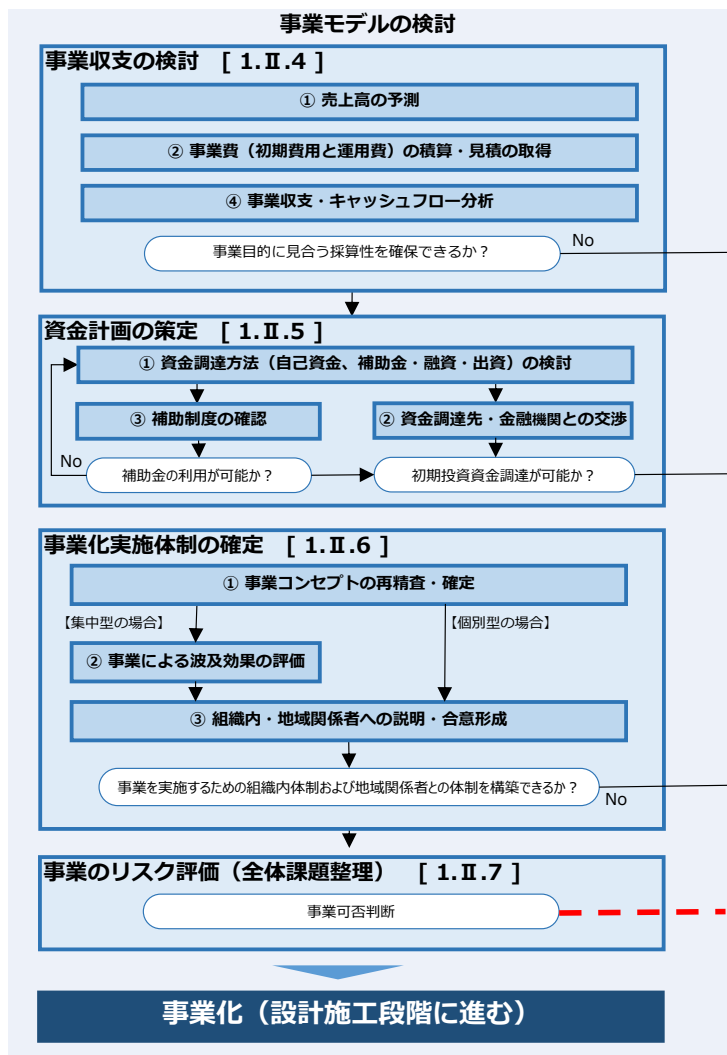 事業モデルの検討
事業収支の検討 [ 1.Ⅱ.4 ]
① 売上高の予測
② 事業費（初期費用と運用費）の積算・見積の取得
④ 事業収支・キャッシュフロー分析
事業目的に見合う採算性を確保できるか？
No
資金計画の策定 [ 1.Ⅱ.5 ]
① 資金調達方法（自己資金、補助金・融資・出資）の検討
③ 補助制度の確認
② 資金調達先・金融機関との交渉
No
補助金の利用が可能か？
初期投資資金調達が可能か？
事業化実施体制の確定 [ 1.Ⅱ.6 ]
① 事業コンセプトの再精査・確定
【集中型の場合】
【個別型の場合】
② 事業による波及効果の評価
③ 組織内・地域関係者への説明・合意形成
事業を実施するための組織内体制および地域関係者との体制を構築できるか？
No
事業のリスク評価（全体課題整理） [ 1.Ⅱ.7 ]
事業可否判断
事業化（設計施工段階に進む）